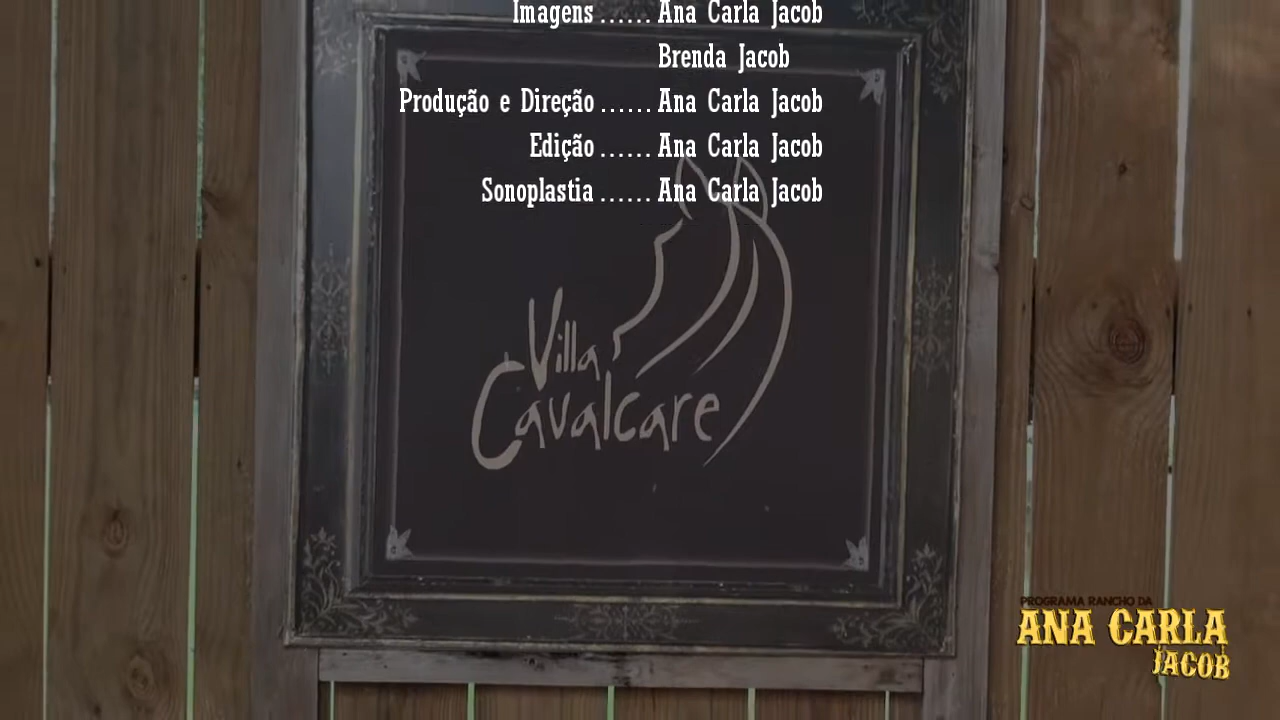 Imagens ...... Ana Carla Jacob
Brenda Jacob
Produção e Direção ...... Ana Carla Jacob
Edição ...... Ana Carla Jacob
Sonoplastia ...... Ana Carla Jacob
Villa
Cavalcare
PROGRAMA RANCHO DA
ANA CARLA
JACOB